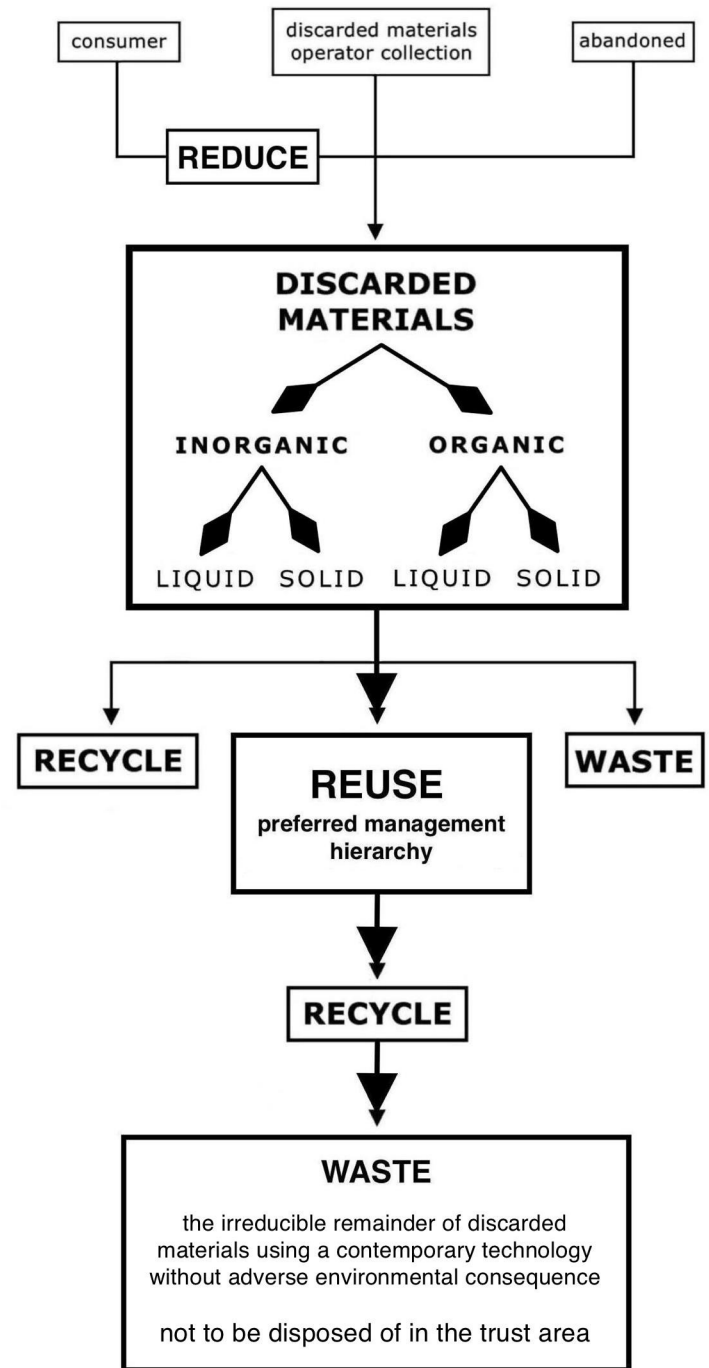 consumer
discarded materials
operator collection
abandoned
REDUCE
DISCARDED
MATERIALS
INORGANIC
ORGANIC
LIQUID
SOLID
LIQUID
SOLID
RECYCLE
REUSE
preferred management
hierarchy
WASTE
RECYCLE
WASTE
the irreducible remainder of discarded
materials using a contemporary technology
without adverse environmental consequence
not to be disposed of in the trust area